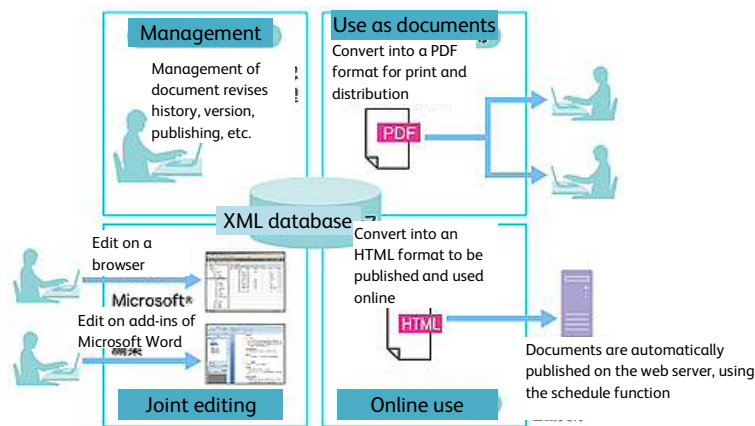 Management
Management of
document revises
history, version,
publishing, etc.
Use as documents
Convert into a PDF
format for print and
distribution
PDF
XML database
Edit on a
browser
Microsoft®
Edit on add-ins of
Microsoft Word
Joint editing
Convert into an
HTML format to be
published and used
online
HTML
Documents are automatically
published on the web server, using
the schedule function
Online use